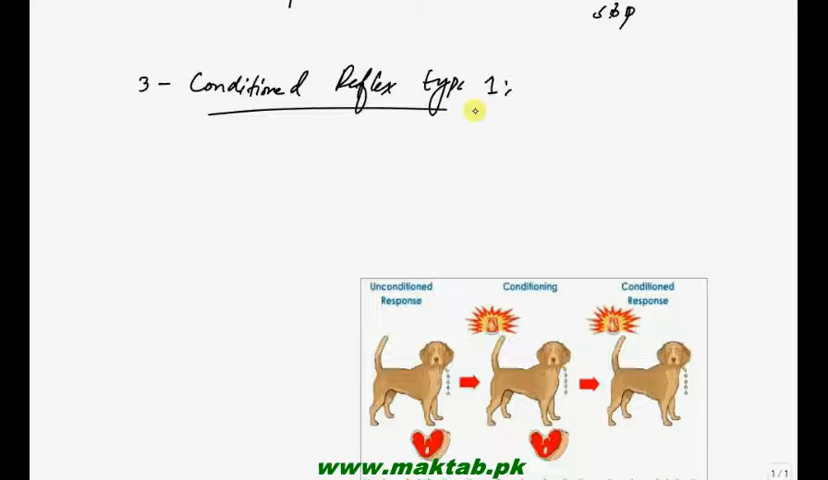 3 - Conditioned Reflex type 1:
Unconditioned Response
Conditioning
Conditioned Response
www.maktab.pk
1/1